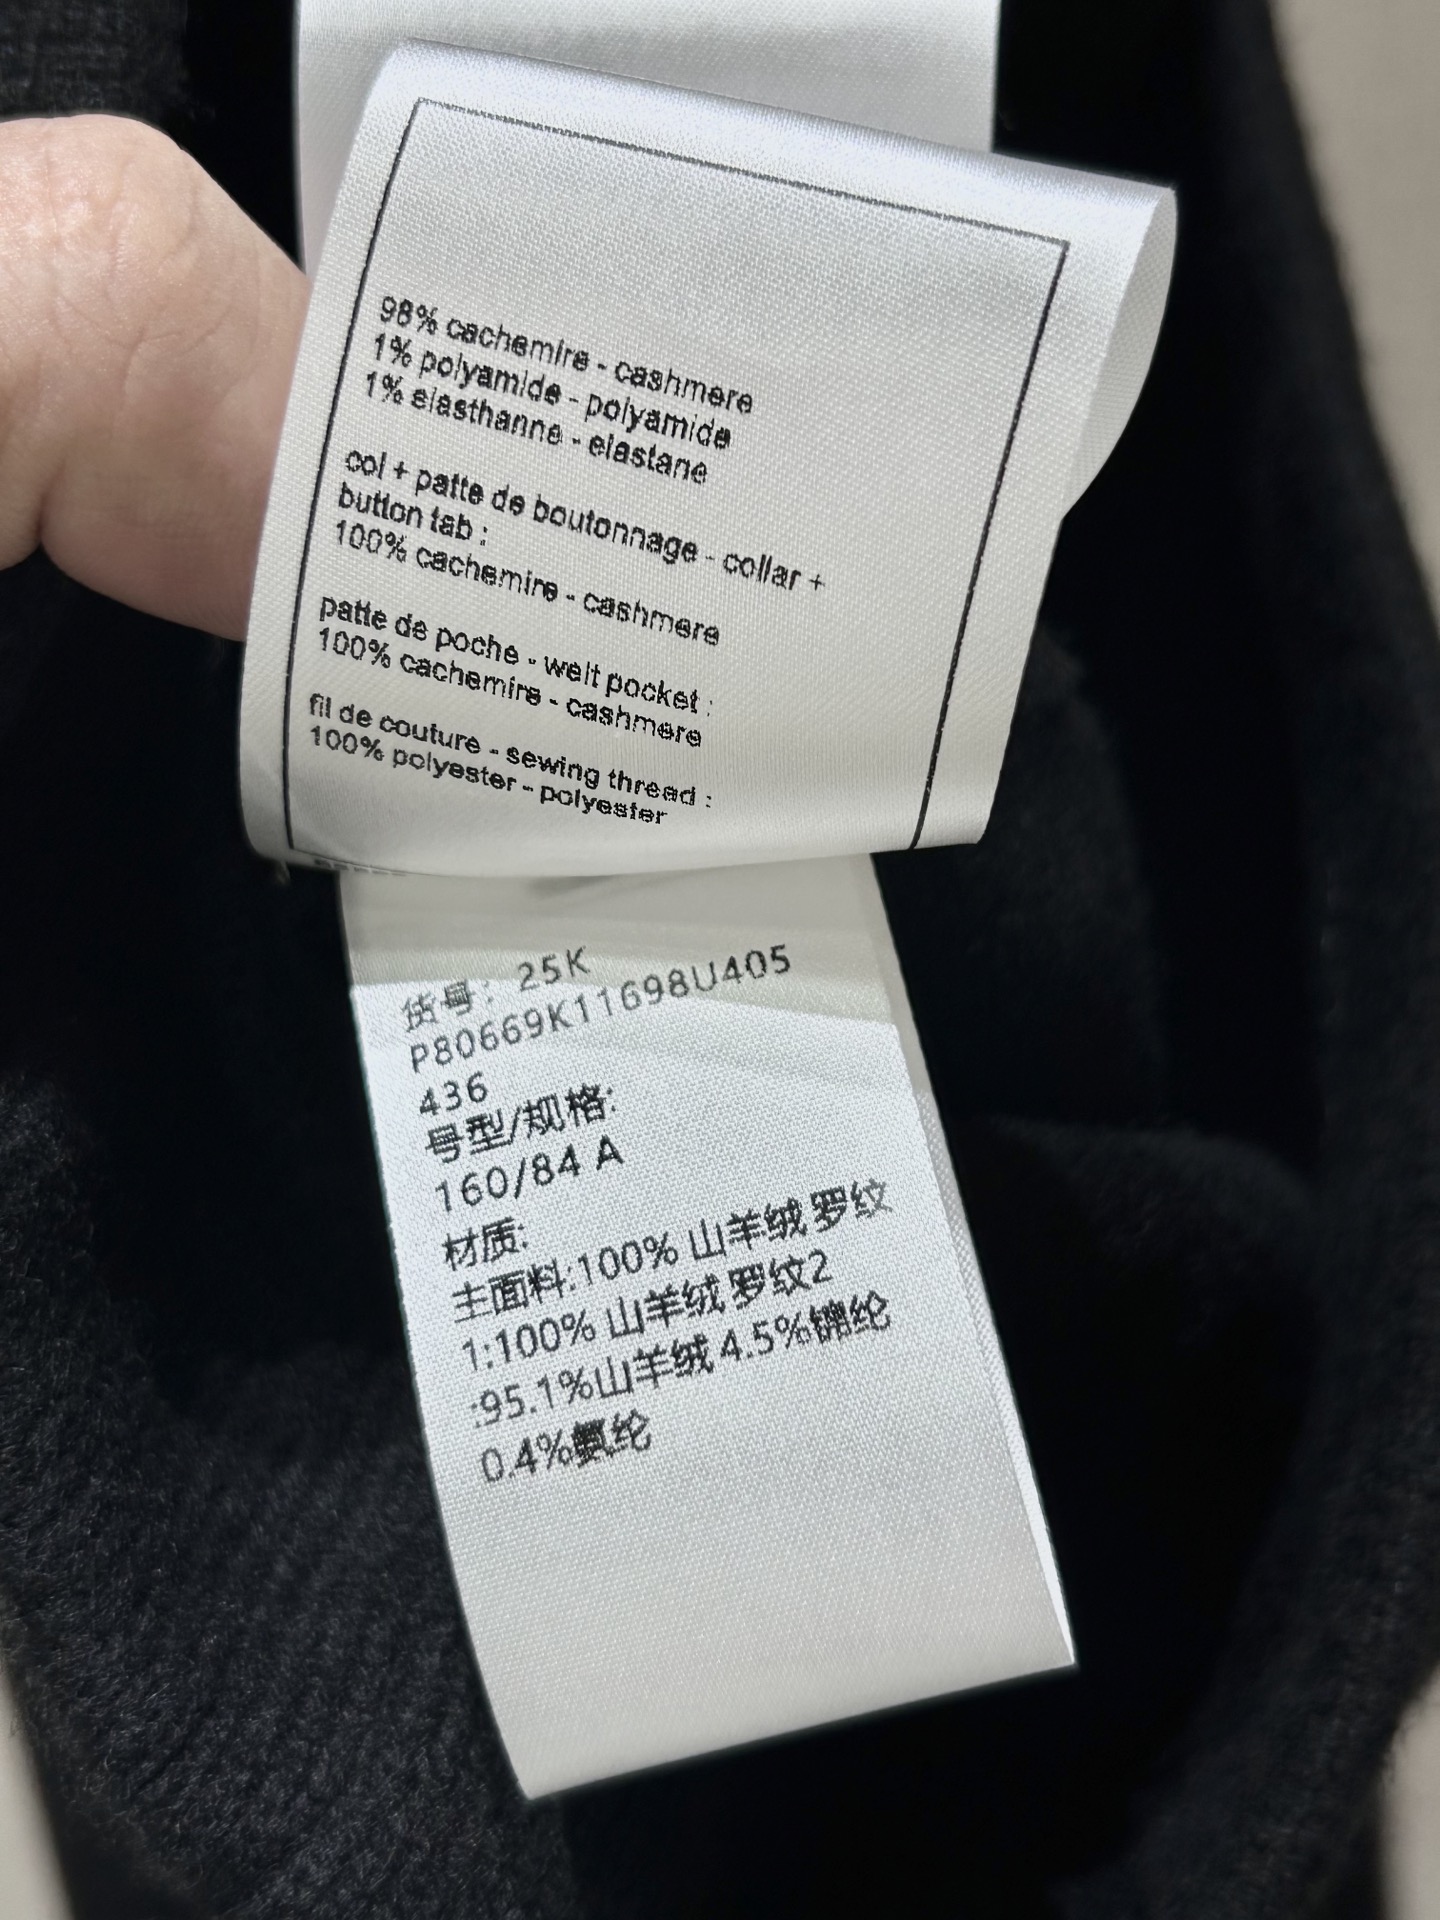 98% cachemire - cashmere
1% polyamide - polyamide
1% elasthanne - elastane
col + patte de boutonnage - collar +
button tab :
100% cachemire - cashmere
patte de poche - welt pocket :
100% cachemire - cashmere
fil de couture - sewing thread :
100% polyester - polyester
货号：25K
P80669K11698U405
436
号型/规格:
160/84 A
材质:
主面料:100% 山羊绒 罗纹
1:100% 山羊绒 罗纹2
:95.1%山羊绒 4.5%锦纶
0.4%氨纶